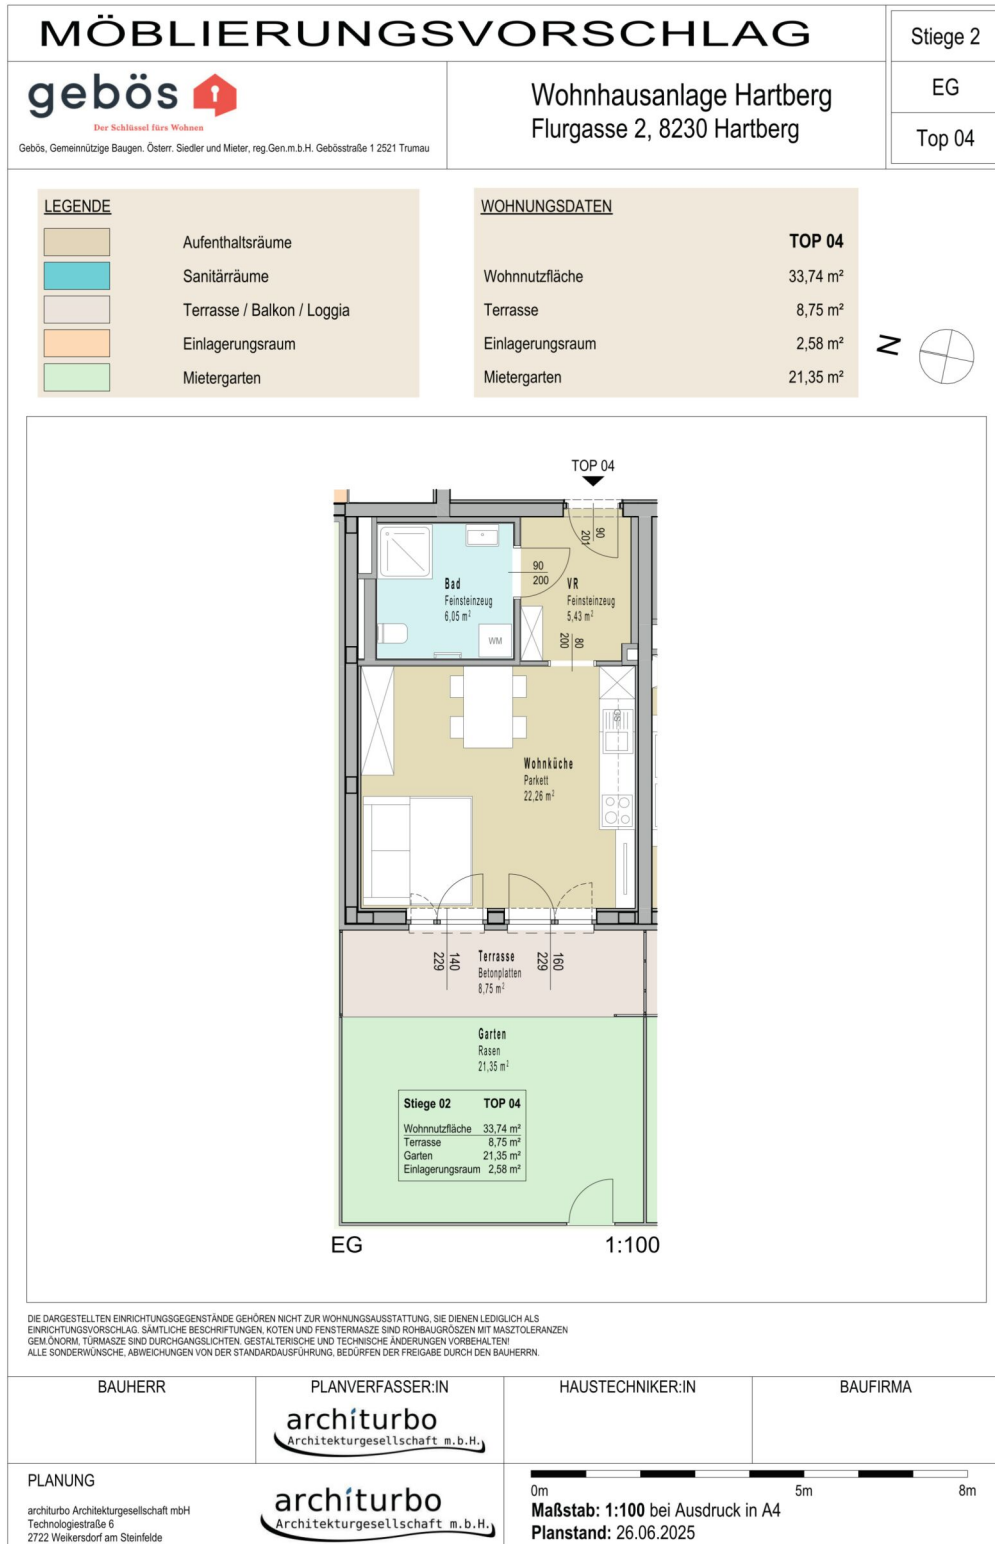 MÖBLIERUNGSVORSCHLAG
Stiege 2
EG
Top 04
gebös
Der Schlüssel fürs Wohnen
Gebös, Gemeinnützige Baugen. Österr. Siedler und Mieter, reg.Gen.m.b.H. Gebösstraße 1 2521 Trumau
Wohnhausanlage Hartberg
Flurgasse 2, 8230 Hartberg
LEGENDE
Aufenthaltsräume
Sanitärräume
Terrasse / Balkon / Loggia
Einlagerungsraum
Mietergarten
WOHNUNGSDATEN
TOP 04
Wohnnutzfläche 33,74 m²
Terrasse 8,75 m²
Einlagerungsraum 2,58 m²
Mietergarten 21,35 m²
N
TOP 04
90
201
90
200
Bad
Feinsteinzeug
6,05 m²
VR
Feinsteinzeug
5,43 m²
WM
80
200
GS
Wohnküche
Parkett
22,26 m²
140
229
160
229
Terrasse
Betonplatten
8,75 m²
Garten
Rasen
21,35 m²
Stiege 02 TOP 04
Wohnnutzfläche 33,74 m²
Terrasse 8,75 m²
Garten 21,35 m²
Einlagerungsraum 2,58 m²
EG 1:100
DIE DARGESTELLTEN EINRICHTUNGSGEGENSTÄNDE GEHÖREN NICHT ZUR WOHNUNGSAUSSTATTUNG, SIE DIENEN LEDIGLICH ALS
EINRICHTUNGSVORSCHLAG. SÄMTLICHE BESCHRIFTUNGEN, KOTEN UND FENSTERMASZE SIND ROHBAUGRÖSZEN MIT MASZTOLERANZEN
GEM.ÖNORM, TÜRMASZE SIND DURCHGANGSLICHTEN. GESTALTERISCHE UND TECHNISCHE ÄNDERUNGEN VORBEHALTEN!
ALLE SONDERWÜNSCHE, ABWEICHUNGEN VON DER STANDARDAUSFÜHRUNG, BEDÜRFEN DER FREIGABE DURCH DEN BAUHERRN.
BAUHERR
PLANVERFASSER:IN
HAUSTECHNIKER:IN
BAUFIRMA
architurbo
Architekturgesellschaft m.b.H.
PLANUNG
architurbo Architekturgesellschaft mbH
Technologiestraße 6
2722 Weikersdorf am Steinfelde
architurbo
Architekturgesellschaft m.b.H.
0m 5m 8m
Maßstab: 1:100 bei Ausdruck in A4
Planstand: 26.06.2025